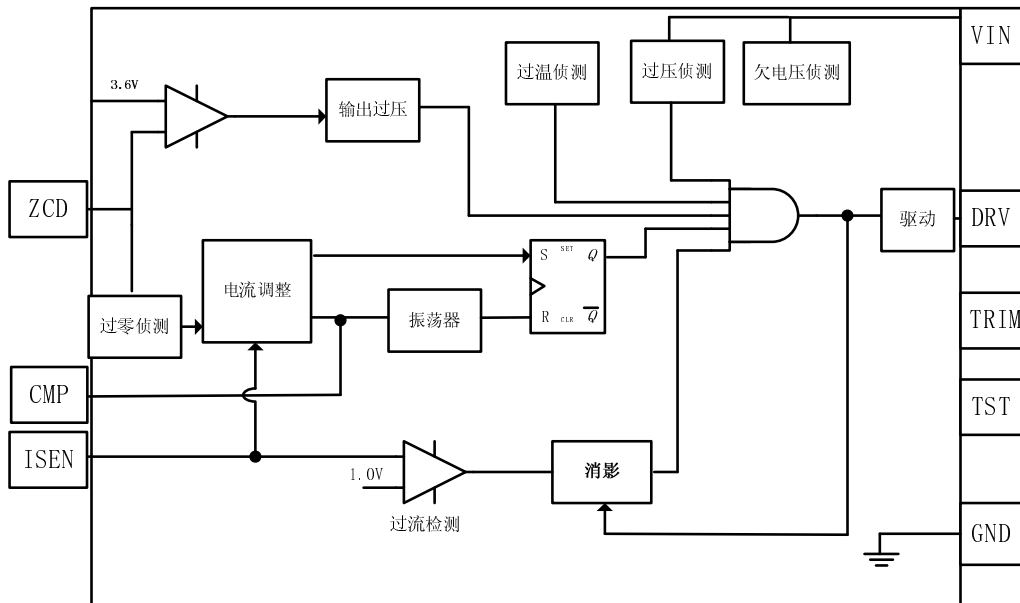 VIN
3.6V
过温侦测
过压侦测
欠电压侦测
输出过压
ZCD
驱动
DRV
电流调整
S SET Q
R CLR Q
过零侦测
振荡器
TRIM
CMP
TST
ISEN
1.0V
消影
过流检测
GND